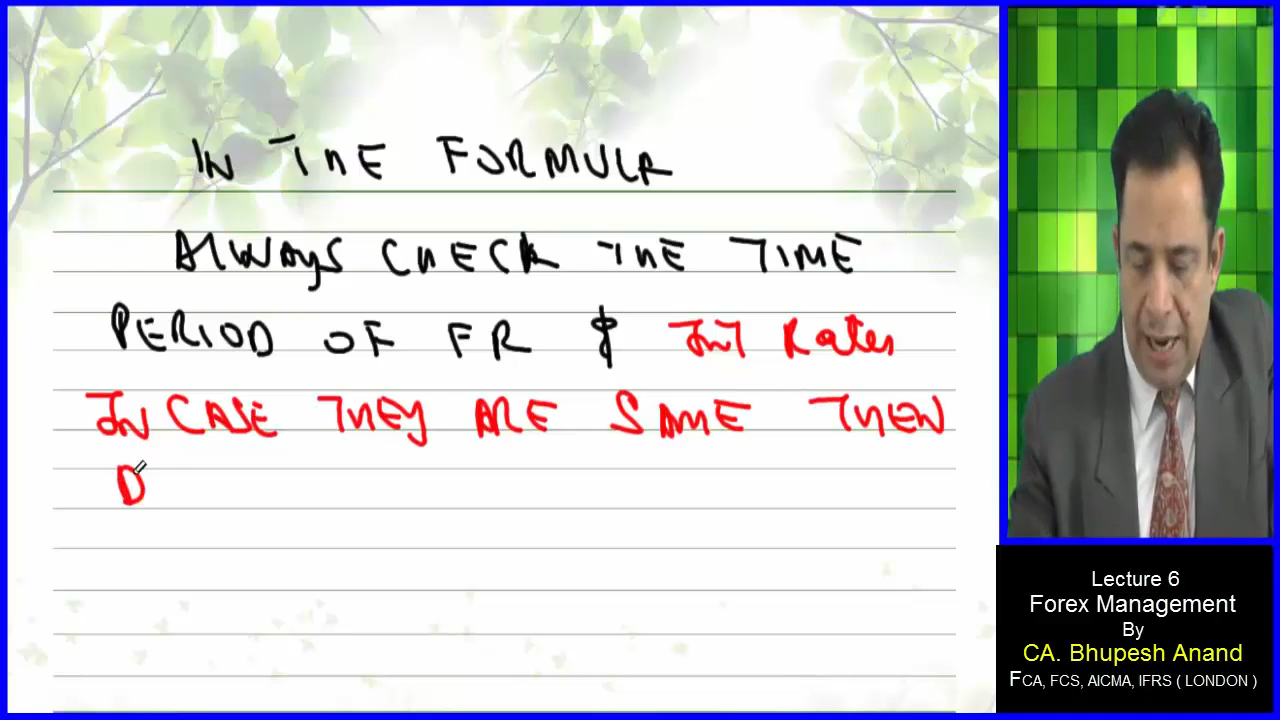 IN THE FORMULA
ALWAYS CHECK THE TIME
PERIOD OF FR & INT Rates
IN CASE THEY ARE SAME THEN
D
Lecture 6
Forex Management
By
CA. Bhupesh Anand
FCA, FCS, AICMA, IFRS ( LONDON )